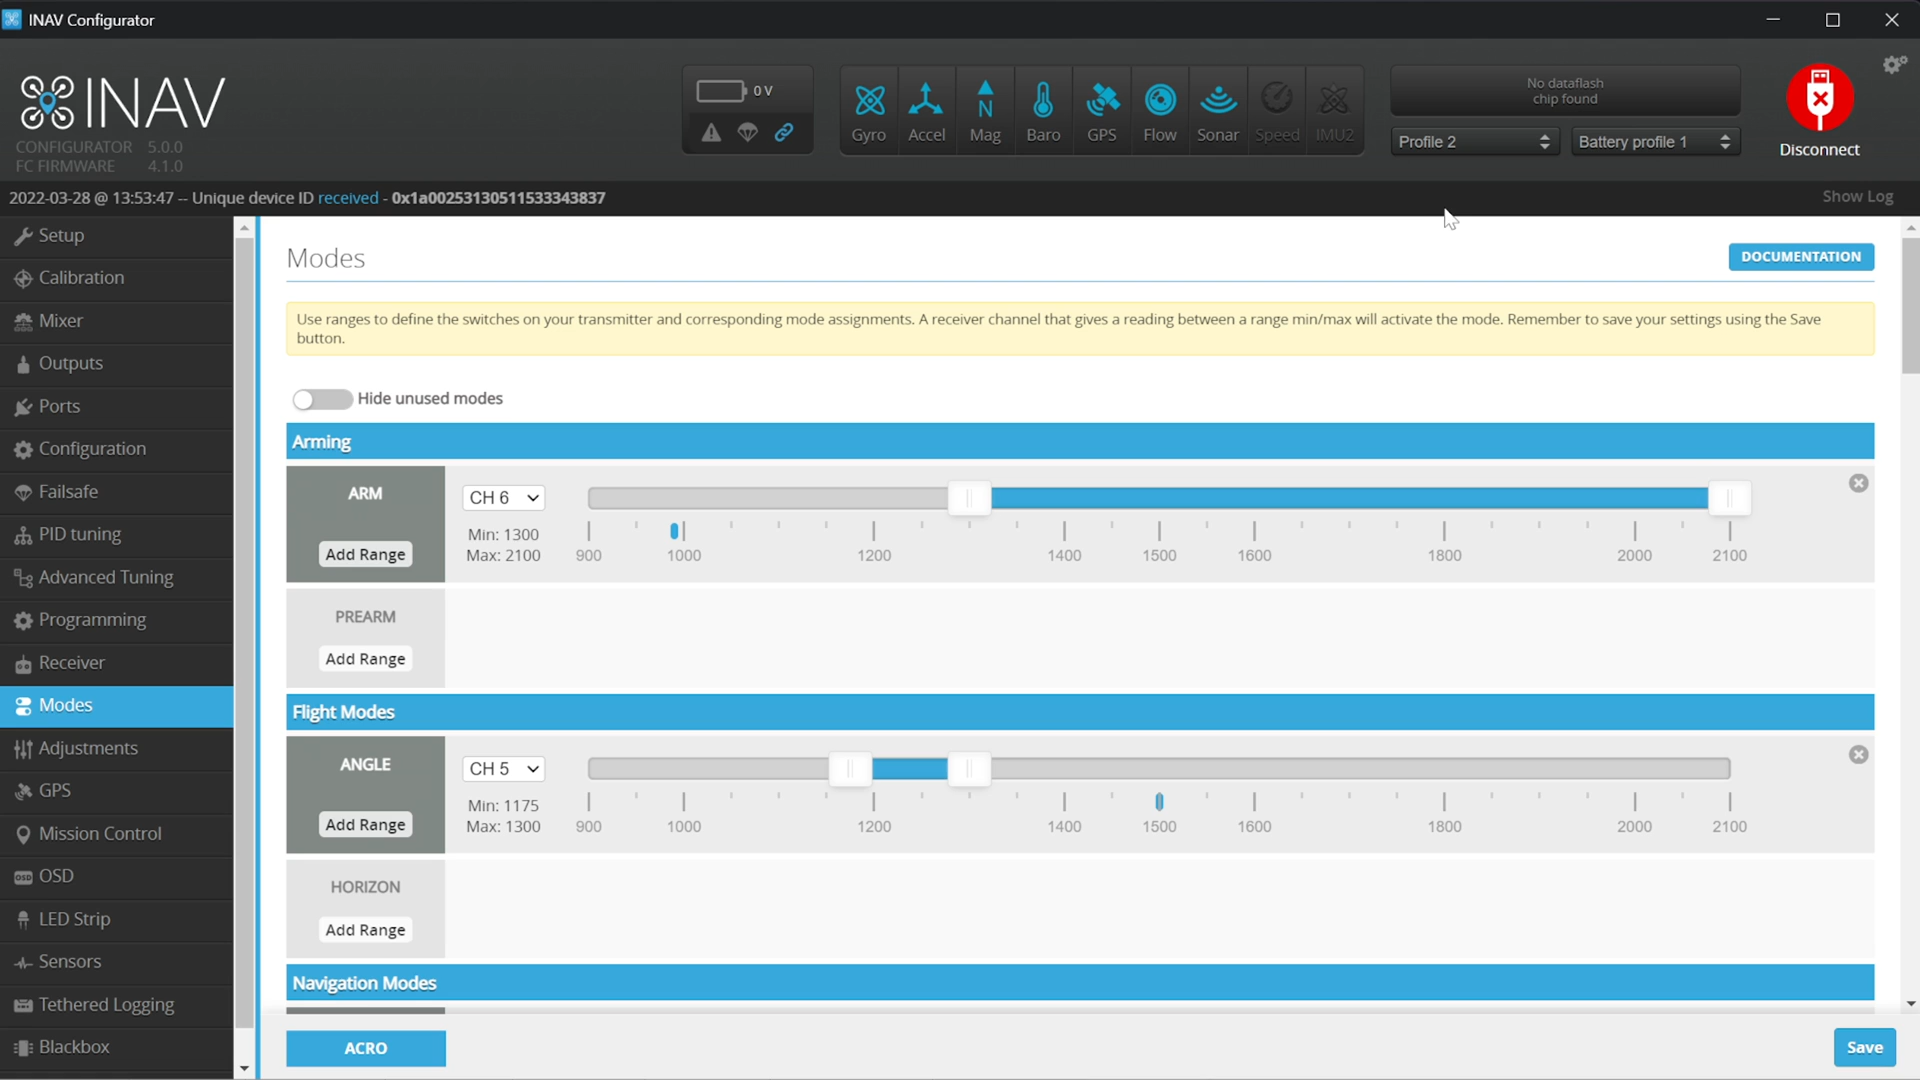 INAV Configurator
INAV
CONFIGURATOR 5.0.0
FC FIRMWARE 4.1.0
0 V
Gyro
Accel
N
Mag
Baro
GPS
Flow
Sonar
Speed
IMU2
No dataflash
chip found
Profile 2
Battery profile 1
Disconnect
2022-03-28 @ 13:53:47 -- Unique device ID received - 0x1a00253130511533343837
Show Log
Setup
Calibration
Mixer
Outputs
Ports
Configuration
Failsafe
PID tuning
Advanced Tuning
Programming
Receiver
Modes
Adjustments
GPS
Mission Control
OSD
OSD
LED Strip
Sensors
Tethered Logging
Blackbox
Modes
DOCUMENTATION
Use ranges to define the switches on your transmitter and corresponding mode assignments. A receiver channel that gives a reading between a range min/max will activate the mode. Remember to save your settings using the Save
button.
Hide unused modes
Arming
ARM
Add Range
CH 6
Min: 1300
Max: 2100
900 1000 1200 1400 1500 1600 1800 2000 2100
PREARM
Add Range
Flight Modes
ANGLE
Add Range
CH 5
Min: 1175
Max: 1300
900 1000 1200 1400 1500 1600 1800 2000 2100
HORIZON
Add Range
Navigation Modes
ACRO
Save